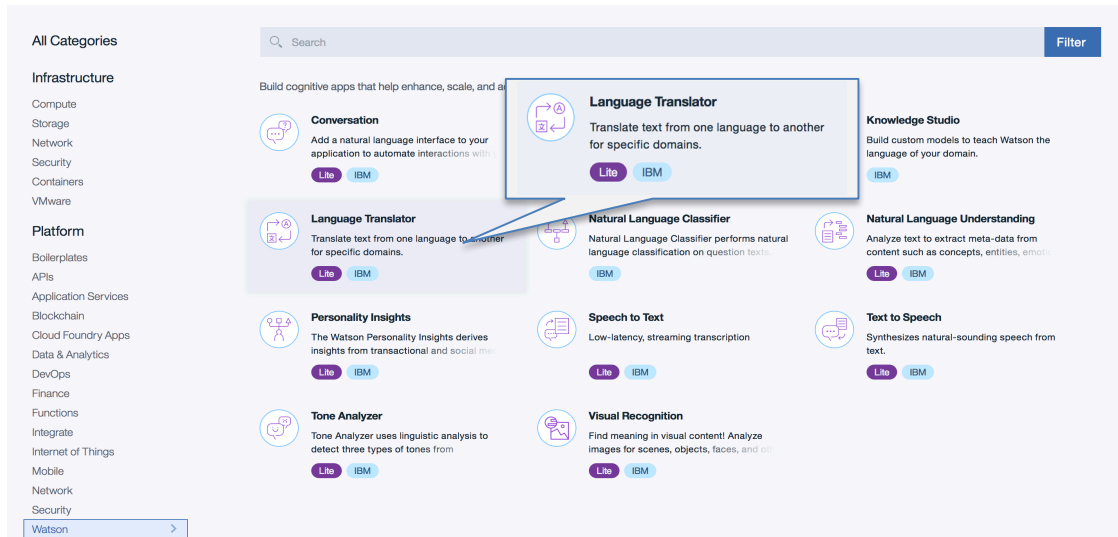 All Categories
Search
Filter
Infrastructure
Compute
Storage
Network
Security
Containers
VMware
Platform
Boilerplates
APIs
Application Services
Blockchain
Cloud Foundry Apps
Data & Analytics
DevOps
Finance
Functions
Integrate
Internet of Things
Mobile
Network
Security
Watson
Build cognitive apps that help enhance, scale, and
Conversation
Add a natural language interface to your
application to automate interactions with
Lite IBM
Language Translator
Translate text from one language to another
for specific domains.
Lite IBM
Knowledge Studio
Build custom models to teach Watson the
language of your domain.
IBM
Language Translator
Translate text from one language to another
for specific domains.
Lite IBM
Natural Language Classifier
Natural Language Classifier performs natural
language classification on question texts.
IBM
Natural Language Understanding
Analyze text to extract meta-data from
content such as concepts, entities,
Lite IBM
Personality Insights
The Watson Personality Insights derives
insights from transactional and social
Lite IBM
Speech to Text
Low-latency, streaming transcription
Lite IBM
Text to Speech
Synthesizes natural-sounding speech from
text.
Lite IBM
Tone Analyzer
Tone Analyzer uses linguistic analysis to
detect three types of tones from
Lite IBM
Visual Recognition
Find meaning in visual content! Analyze
images for scenes, objects, faces, and
Lite IBM